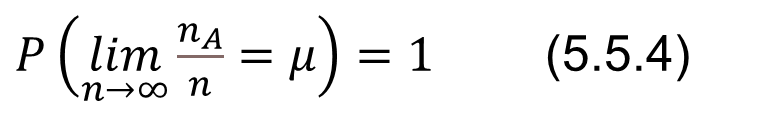 P(lim_{n→∞} n_A/n = μ) = 1 (5.5.4)